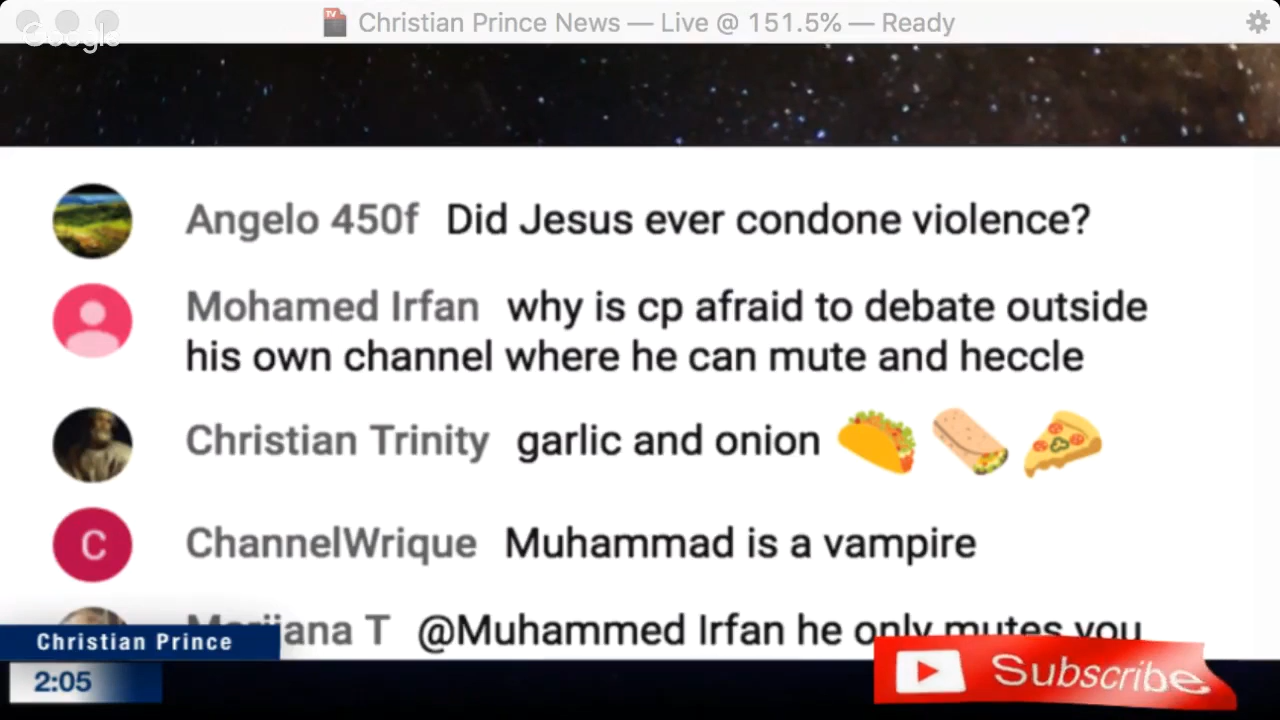 Christian Prince News — Live @ 151.5% — Ready
Google
Angelo 450f Did Jesus ever condone violence?
Mohamed Irfan why is cp afraid to debate outside
his own channel where he can mute and heccle
Christian Trinity garlic and onion
C ChannelWrique Muhammad is a vampire
T @Muhammed Irfan he only mutes you
Christian Prince
2:05
Subscribe